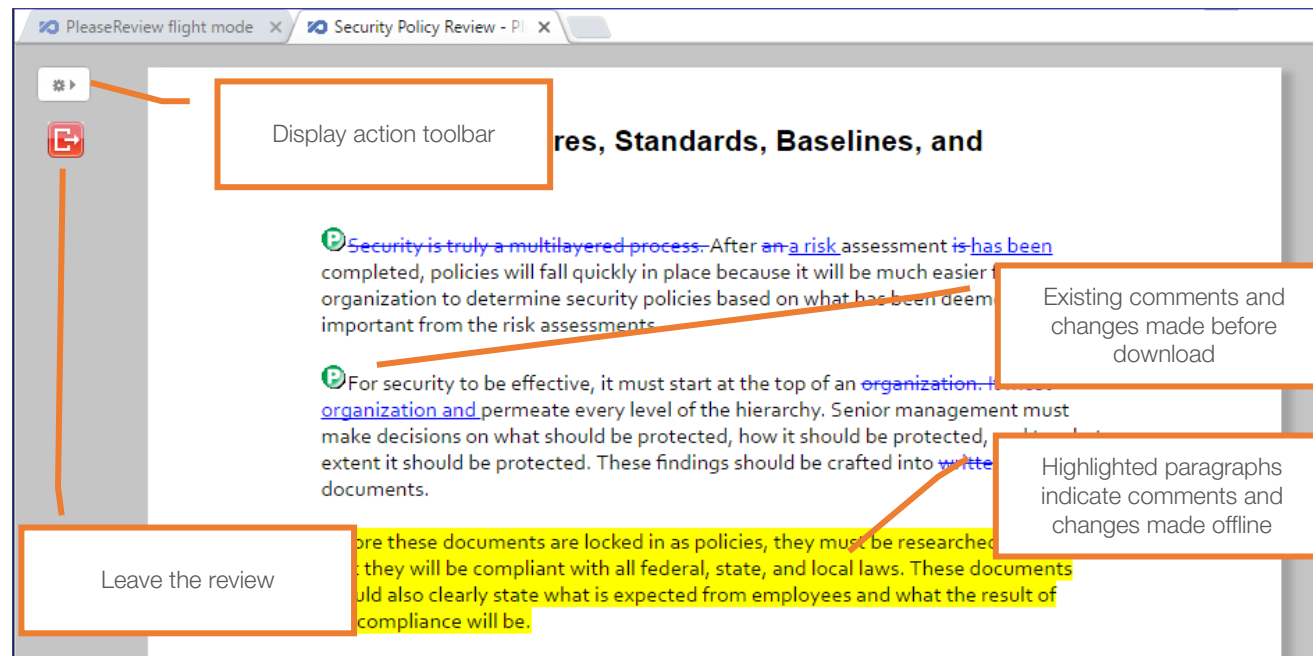 PleaseReview flight mode
Security Policy Review - Pl
Display action toolbar
res, Standards, Baselines, and
Security is truly a multilayered process. After an a risk assessment is has been
completed, policies will fall quickly in place because it will be much easier
organization to determine security policies based on what has been
important from the risk assessments.
Existing comments and
changes made before
download
For security to be effective, it must start at the top of an organization.
organization and permeate every level of the hierarchy. Senior management must
make decisions on what should be protected, how it should be protected,
extent it should be protected. These findings should be crafted into
documents.
Highlighted paragraphs
indicate comments and
changes made offline
ore these documents are locked in as policies, they must be researched
they will be compliant with all federal, state, and local laws. These documents
uld also clearly state what is expected from employees and what the result of
compliance will be.
Leave the review